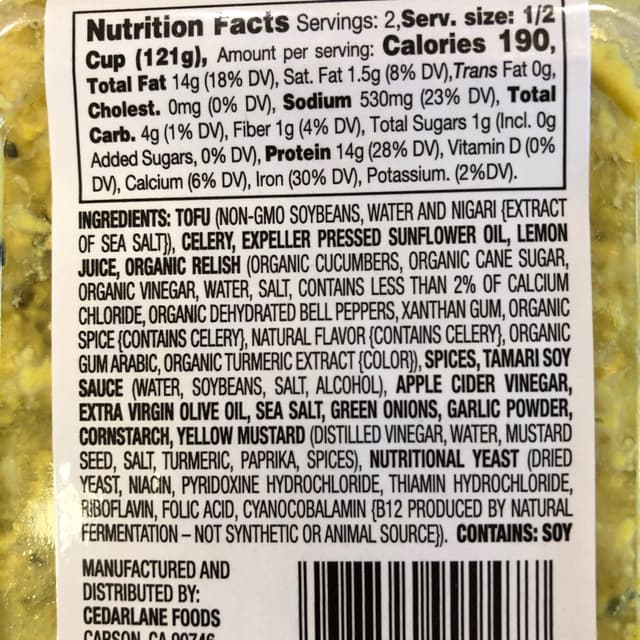 Nutrition Facts Servings: 2,Serv. size: 1/2
Cup (121g), Amount per serving: Calories 190,
Total Fat 14g (18% DV), Sat. Fat 1.5g (8% DV),Trans Fat 0g,
Cholest. 0mg (0% DV), Sodium 530mg (23% DV), Total
Carb. 4g (1% DV), Fiber 1g (4% DV), Total Sugars 1g (Incl. 0g
Added Sugars, 0% DV), Protein 14g (28% DV), Vitamin D (0%
DV), Calcium (6% DV), Iron (30% DV), Potassium. (2%DV).
INGREDIENTS: TOFU (NON-GMO SOYBEANS, WATER AND NIGARI {EXTRACT
OF SEA SALT}), CELERY, EXPELLER PRESSED SUNFLOWER OIL, LEMON
JUICE, ORGANIC RELISH (ORGANIC CUCUMBERS, ORGANIC CANE SUGAR,
ORGANIC VINEGAR, WATER, SALT, CONTAINS LESS THAN 2% OF CALCIUM
CHLORIDE, ORGANIC DEHYDRATED BELL PEPPERS, XANTHAN GUM, ORGANIC
SPICE {CONTAINS CELERY}, NATURAL FLAVOR {CONTAINS CELERY}, ORGANIC
GUM ARABIC, ORGANIC TURMERIC EXTRACT {COLOR}), SPICES, TAMARI SOY
SAUCE (WATER, SOYBEANS, SALT, ALCOHOL), APPLE CIDER VINEGAR,
EXTRA VIRGIN OLIVE OIL, SEA SALT, GREEN ONIONS, GARLIC POWDER,
CORNSTARCH, YELLOW MUSTARD (DISTILLED VINEGAR, WATER, MUSTARD
SEED, SALT, TURMERIC, PAPRIKA, SPICES), NUTRITIONAL YEAST (DRIED
YEAST, NIACIN, PYRIDOXINE HYDROCHLORIDE, THIAMIN HYDROCHLORIDE,
RIBOFLAVIN, FOLIC ACID, CYANOCOBALAMIN {B12 PRODUCED BY NATURAL
FERMENTATION – NOT SYNTHETIC OR ANIMAL SOURCE}). CONTAINS: SOY
MANUFACTURED AND
DISTRIBUTED BY:
CEDARLANE FOODS
CARSON, CA 90746